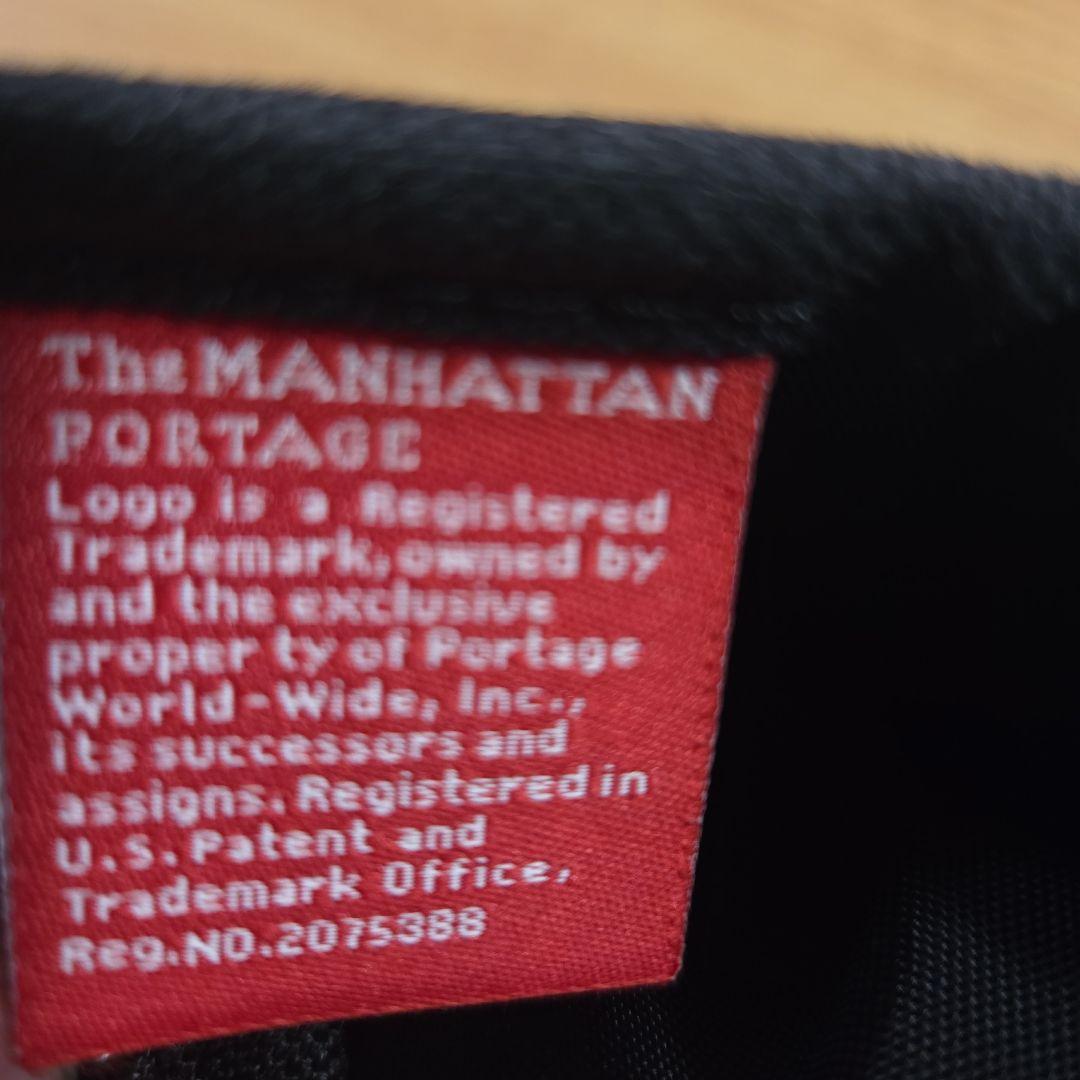 The MANHATTAN
PORTAGE
Logo is a Registered
Trademark, owned by
and the exclusive
property of Portage
World-Wide, Inc.,
its successors and
assigns. Registered in
U.S. Patent and
Trademark Office,
Reg.NO.2075388